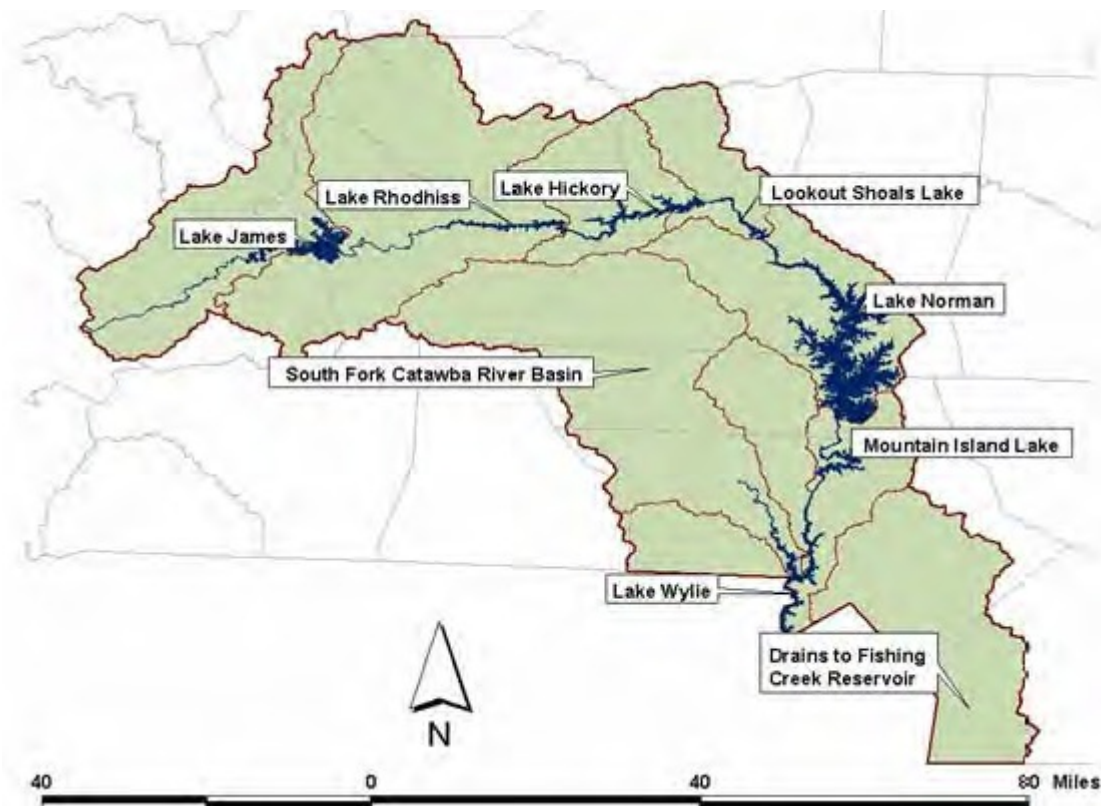 Lake Hickory
Lake Rhodhiss
Lookout Shoals Lake
Lake James
Lake Norman
South Fork Catawba River Basin
Mountain Island Lake
Lake Wylie
Drains to Fishing
Creek Reservoir
N
40 0 40 80 Miles